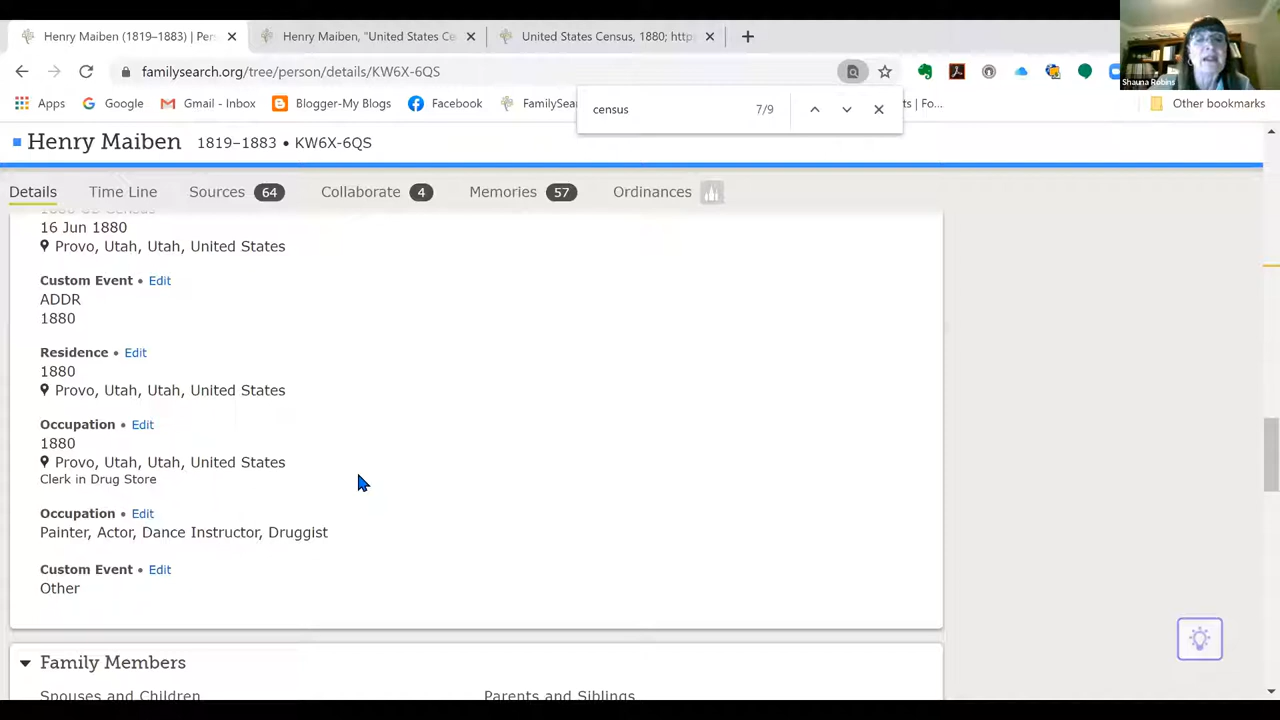 Henry Maiben (1819–1883) | Pers
Henry Maiben, "United States Ce
United States Census, 1880; http
familysearch.org/tree/person/details/KW6X-6QS
Shauna Robins
Apps
Google
Gmail - Inbox
Blogger-My Blogs
Facebook
FamilySea
Fo...
Other bookmarks
census
7/9
Henry Maiben 1819–1883 • KW6X-6QS
Details
Time Line
Sources 64
Collaborate 4
Memories 57
Ordinances
16 Jun 1880
Provo, Utah, Utah, United States
Custom Event • Edit
ADDR
1880
Residence • Edit
1880
Provo, Utah, Utah, United States
Occupation • Edit
1880
Provo, Utah, Utah, United States
Clerk in Drug Store
Occupation • Edit
Painter, Actor, Dance Instructor, Druggist
Custom Event • Edit
Other
Family Members
Spouses and Children
Parents and Siblings